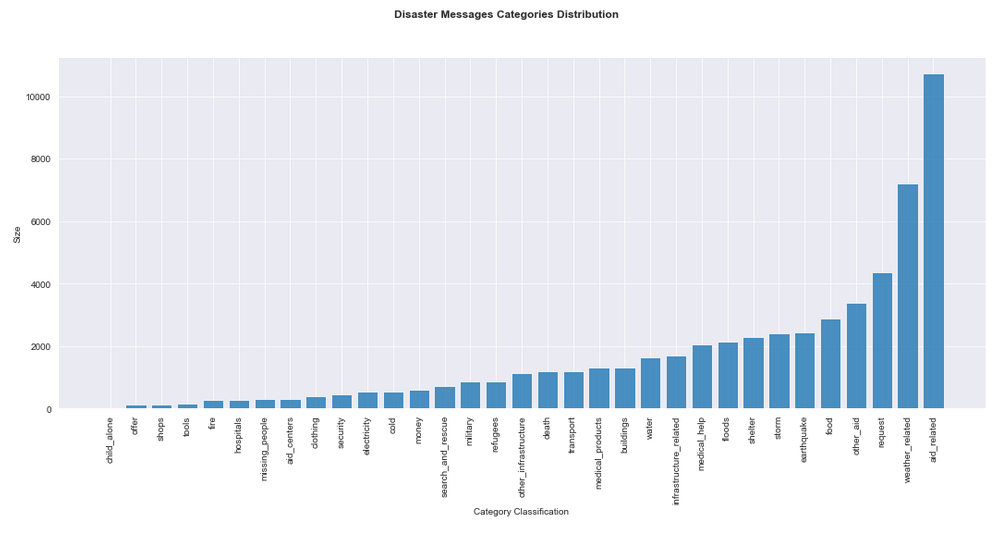 Disaster Messages Categories Distribution
10000
8000
6000
4000
2000
0
Size
child_alone
offer
shops
tools
fire
hospitals
missing_people
aid_centers
clothing
security
electricity
cold
money
search_and_rescue
military
refugees
other_infrastructure
death
transport
medical_products
buildings
water
infrastructure_related
medical_help
floods
shelter
storm
earthquake
food
other_aid
request
weather_related
aid_related
Category Classification